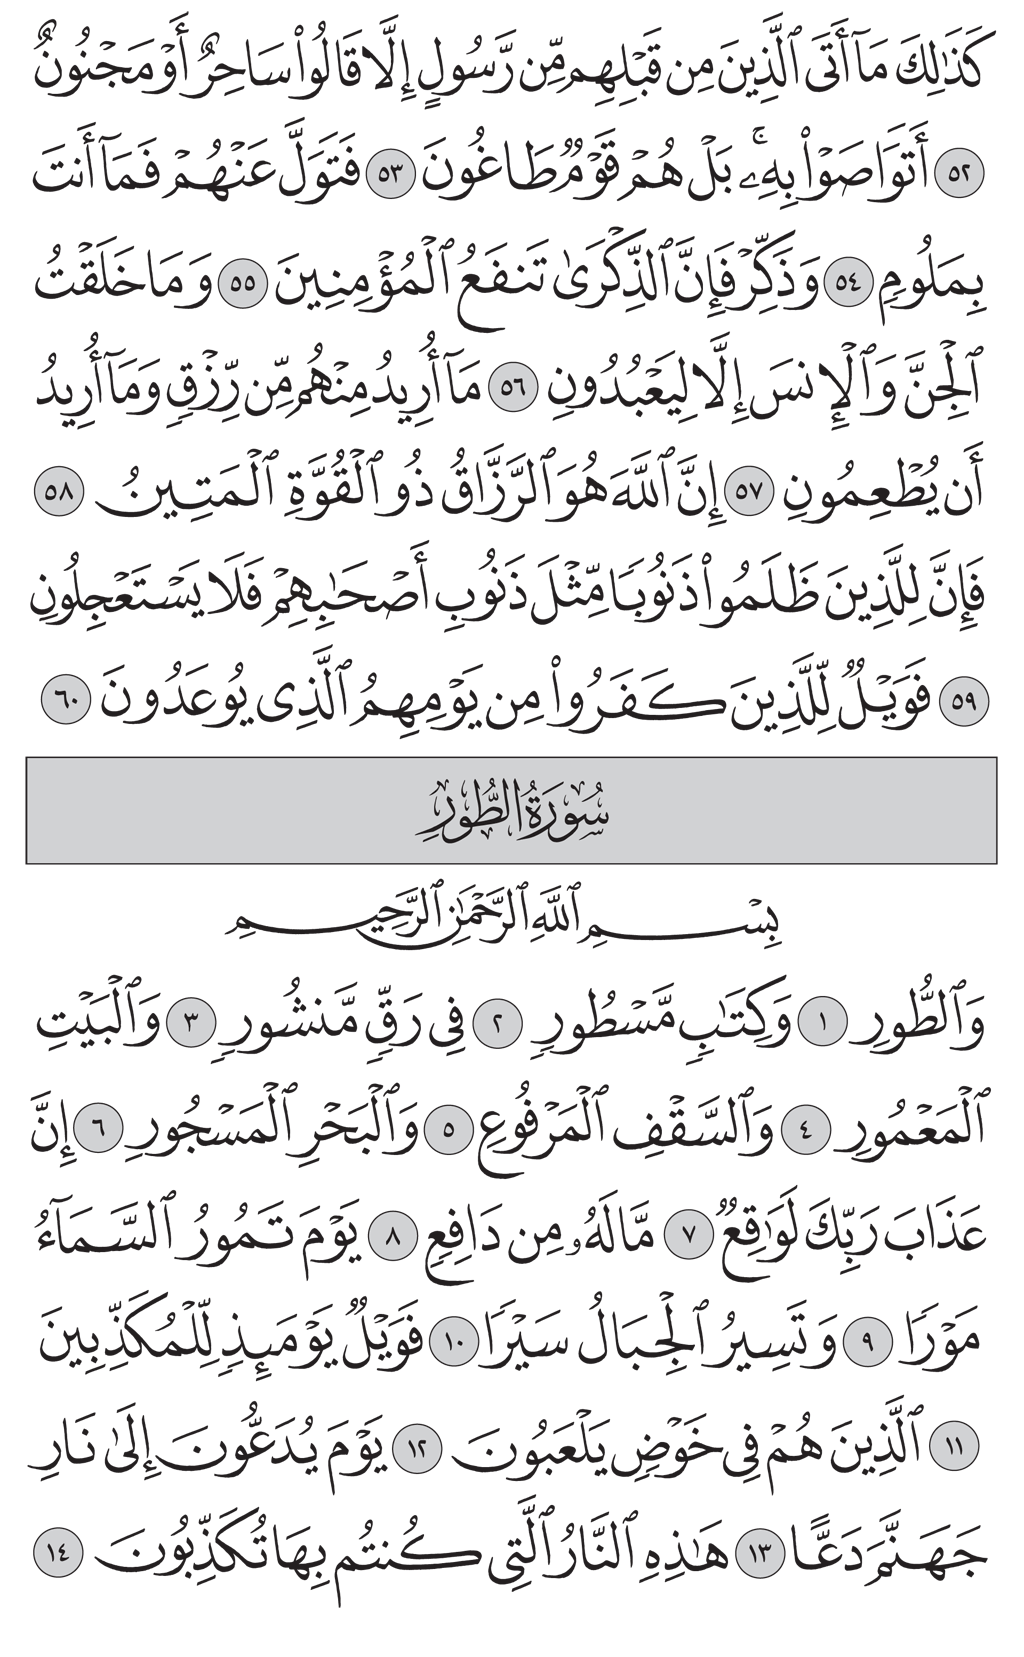 كَذَٰلِكَ مَآ أَتَى ٱلَّذِينَ مِن قَبْلِهِم مِّن رَّسُولٍ إِلَّا قَالُوا۟ سَاحِرٌ أَوْ مَجْنُونٌ
٥٢ أَتَوَاصَوْا۟ بِهِۦ ۚ بَلْ هُمْ قَوْمٌ طَاغُونَ ٥٣ فَتَوَلَّ عَنْهُمْ فَمَآ أَنتَ
بِمَلُومٍ ٥٤ وَذَكِّرْ فَإِنَّ ٱلذِّكْرَىٰ تَنفَعُ ٱلْمُؤْمِنِينَ ٥٥ وَمَا خَلَقْتُ
ٱلْجِنَّ وَٱلْإِنسَ إِلَّا لِيَعْبُدُونِ ٥٦ مَآ أُرِيدُ مِنْهُم مِّن رِّزْقٍ وَمَآ أُرِيدُ
أَن يُطْعِمُونِ ٥٧ إِنَّ ٱللَّهَ هُوَ ٱلرَّزَّاقُ ذُو ٱلْقُوَّةِ ٱلْمَتِينُ ٥٨
فَإِنَّ لِلَّذِينَ ظَلَمُوا۟ ذَنُوبًا مِّثْلَ ذَنُوبِ أَصْحَٰبِهِمْ فَلَا يَسْتَعْجِلُونِ
٥٩ فَوَيْلٌ لِّلَّذِينَ كَفَرُوا۟ مِن يَوْمِهِمُ ٱلَّذِى يُوعَدُونَ ٦٠
سُورَةُ الطُّورِ
بِسْمِ ٱللَّهِ ٱلرَّحْمَٰنِ ٱلرَّحِيمِ
وَٱلطُّورِ ١ وَكِتَٰبٍ مَّسْطُورٍ ٢ فِى رَقٍّ مَّنشُورٍ ٣ وَٱلْبَيْتِ
ٱلْمَعْمُورِ ٤ وَٱلسَّقْفِ ٱلْمَرْفُوعِ ٥ وَٱلْبَحْرِ ٱلْمَسْجُورِ ٦ إِنَّ
عَذَابَ رَبِّكَ لَوَٰقِعٌ ٧ مَّا لَهُۥ مِن دَافِعٍ ٨ يَوْمَ تَمُورُ ٱلسَّمَآءُ
مَوْرًا ٩ وَتَسِيرُ ٱلْجِبَالُ سَيْرًا ١٠ فَوَيْلٌ يَوْمَئِذٍ لِّلْمُكَذِّبِينَ
١١ ٱلَّذِينَ هُمْ فِى خَوْضٍ يَلْعَبُونَ ١٢ يَوْمَ يُدَعُّونَ إِلَىٰ نَارِ
جَهَنَّمَ دَعًّا ١٣ هَٰذِهِ ٱلنَّارُ ٱلَّتِى كُنتُم بِهَا تُكَذِّبُونَ ١٤